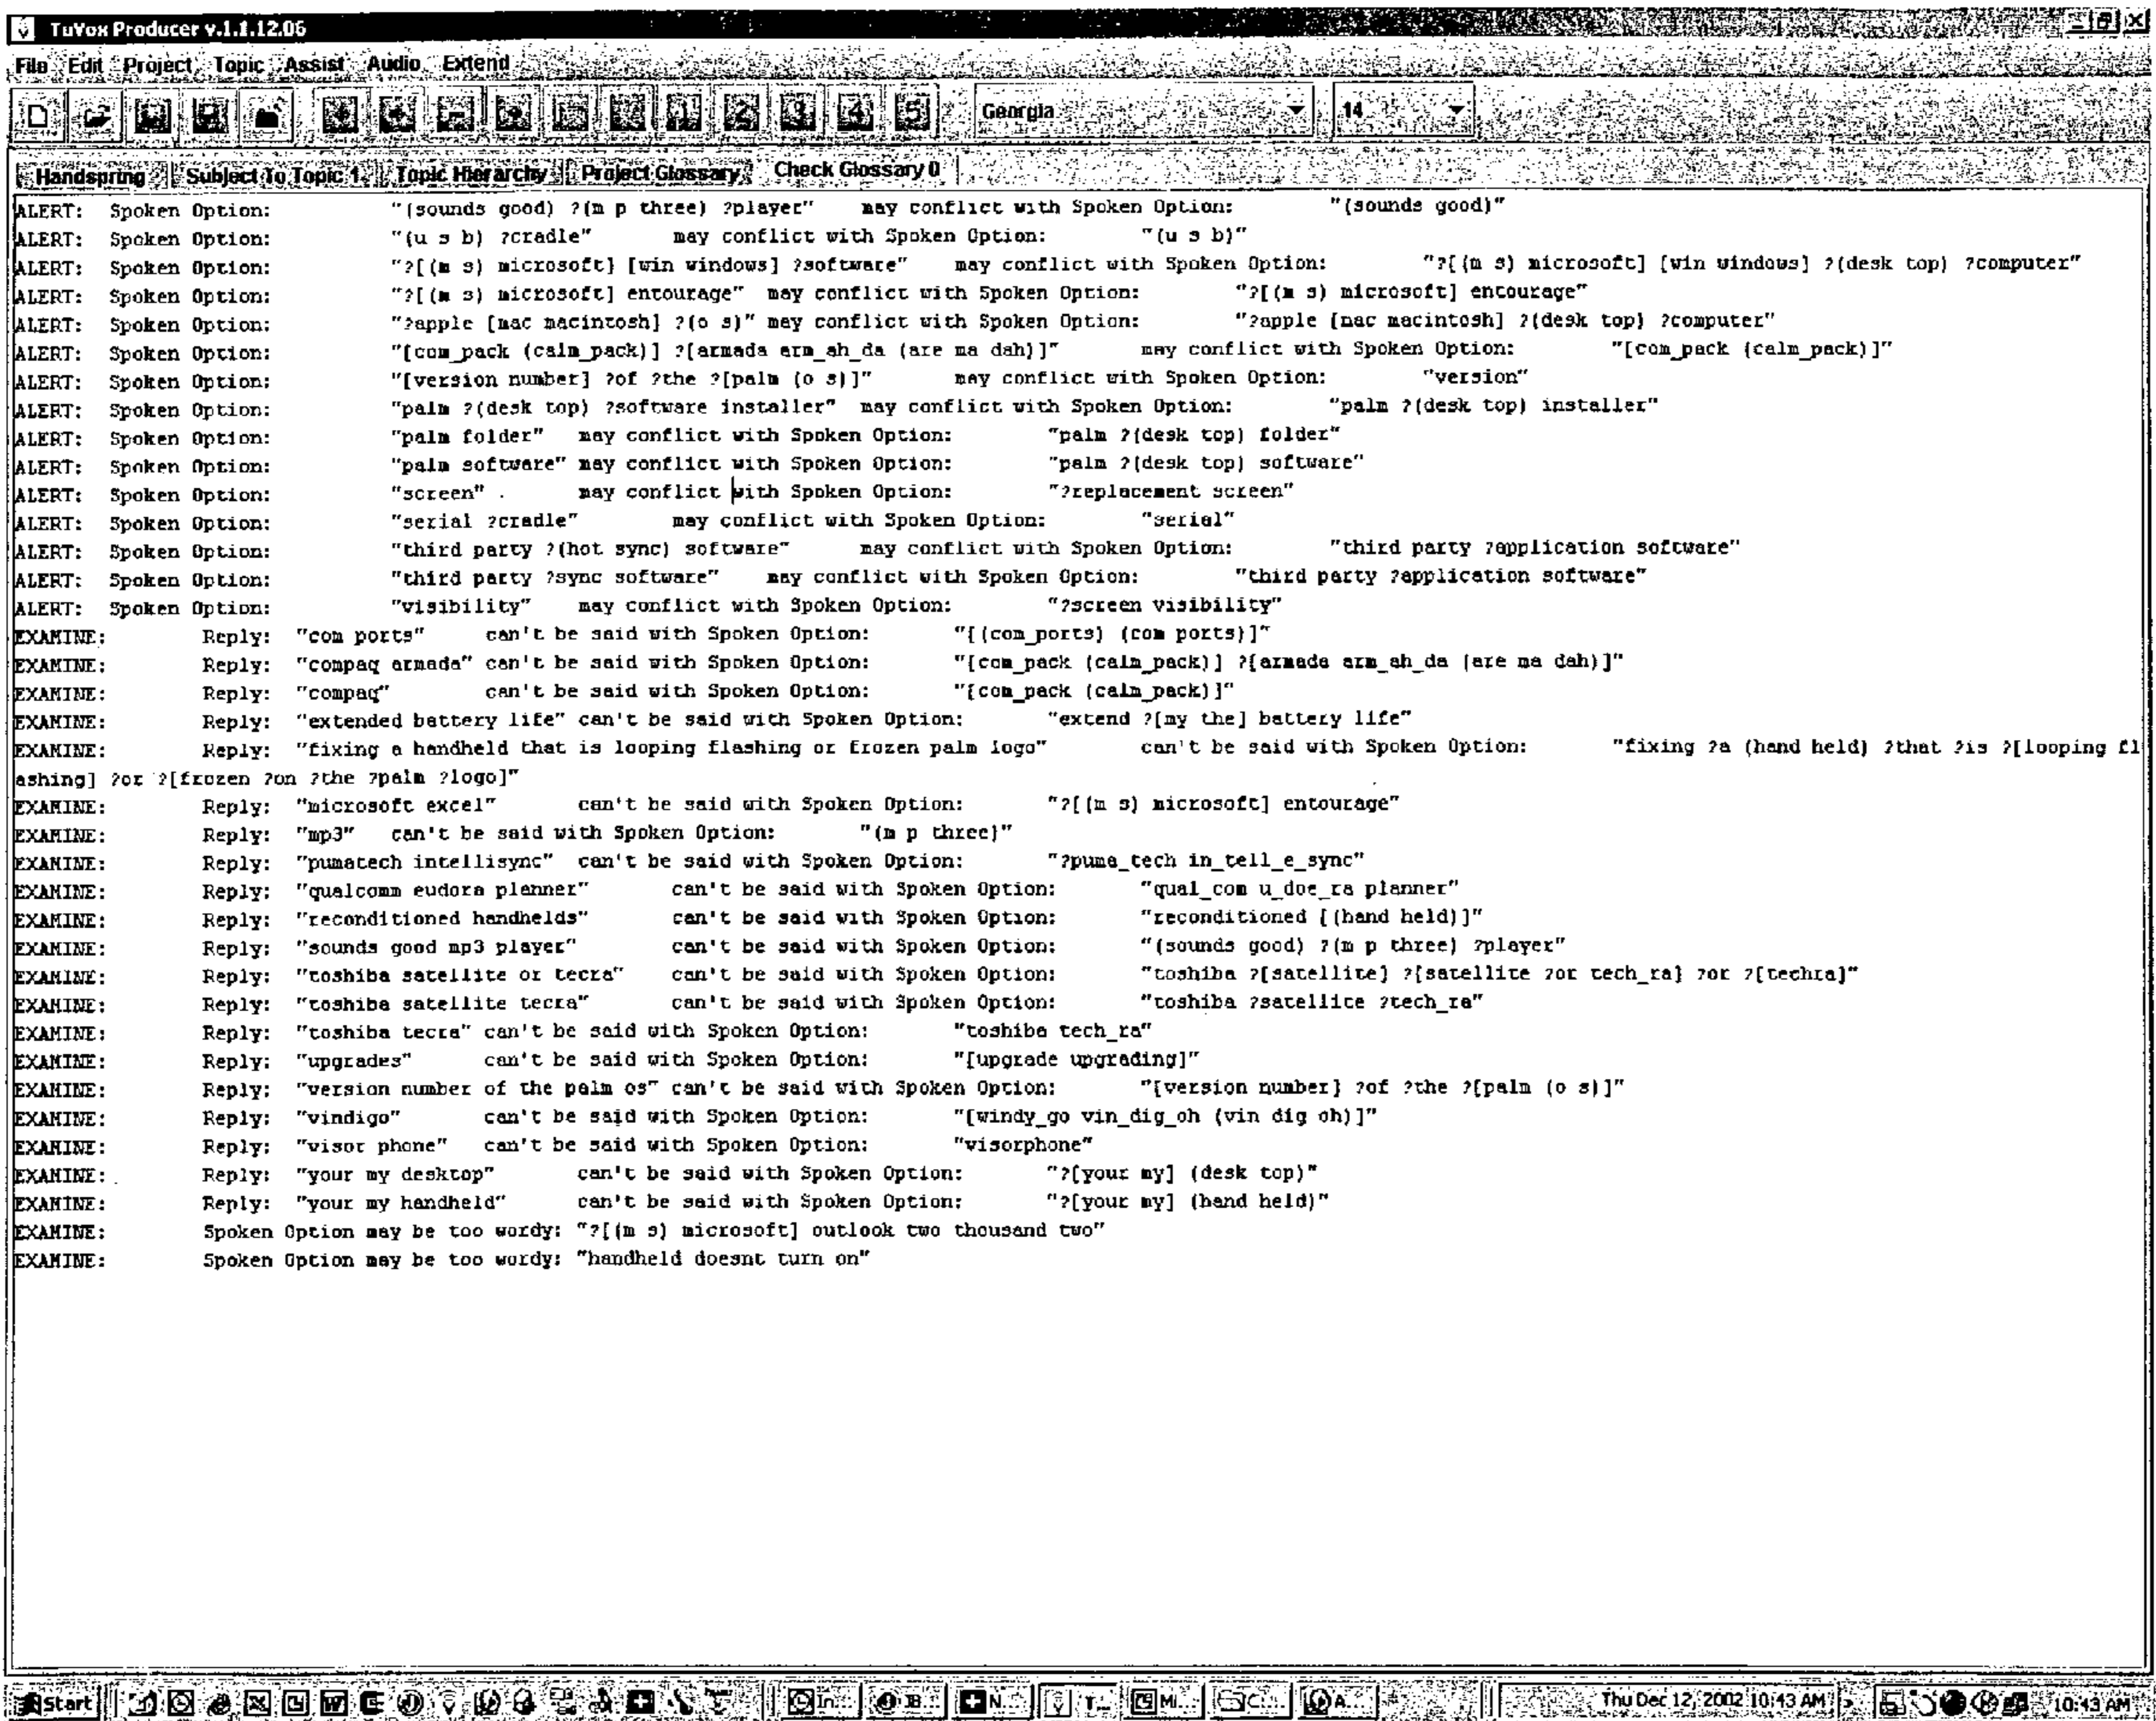 TuVox Producer v.1.1.12.06
File Edit Project Topic Assist Audio Extend
1 2 3 4 5 Georgia 14
Handspring Subject To Topic 1 Topic Hierarchy Project Glossary Check Glossary 0
ALERT: Spoken Option: "(sounds good) ?(m p three) ?player" may conflict with Spoken Option: "(sounds good)"
ALERT: Spoken Option: "(u s b) ?cradle" may conflict with Spoken Option: "(u s b)"
ALERT: Spoken Option: "?[(m s) microsoft] [win windows] ?software" may conflict with Spoken Option: "?[(m s) microsoft] [win windows] ?(desk top) ?computer"
ALERT: Spoken Option: "?[(m s) microsoft] entourage" may conflict with Spoken Option: "?[(m s) microsoft] entourage"
ALERT: Spoken Option: "?apple [mac macintosh] ?(o s)" may conflict with Spoken Option: "?apple [mac macintosh] ?(desk top) ?computer"
ALERT: Spoken Option: "[com_pack (calm_pack)] ?[armada arm_ah_da (are ma dah)]" may conflict with Spoken Option: "[com_pack (calm_pack)]"
ALERT: Spoken Option: "[version number] ?of ?the ?[palm (o s)]" may conflict with Spoken Option: "version"
ALERT: Spoken Option: "palm ?(desk top) ?software installer" may conflict with Spoken Option: "palm ?(desk top) installer"
ALERT: Spoken Option: "palm folder" may conflict with Spoken Option: "palm ?(desk top) folder"
ALERT: Spoken Option: "palm software" may conflict with Spoken Option: "palm ?(desk top) software"
ALERT: Spoken Option: "screen" may conflict with Spoken Option: "?replacement screen"
ALERT: Spoken Option: "serial ?cradle" may conflict with Spoken Option: "serial"
ALERT: Spoken Option: "third party ?(hot sync) software" may conflict with Spoken Option: "third party ?application software"
ALERT: Spoken Option: "third party ?sync software" may conflict with Spoken Option: "third party ?application software"
ALERT: Spoken Option: "visibility" may conflict with Spoken Option: "?screen visibility"
EXAMINE: Reply: "com ports" can't be said with Spoken Option: "[(com_ports) (com ports)]"
EXAMINE: Reply: "compaq armada" can't be said with Spoken Option: "[com_pack (calm_pack)] ?[armada arm_ah_da (are ma dah)]"
EXAMINE: Reply: "compaq" can't be said with Spoken Option: "[com_pack (calm_pack)]"
EXAMINE: Reply: "extended battery life" can't be said with Spoken Option: "extend ?[my the] battery life"
EXAMINE: Reply: "fixing a handheld that is looping flashing or frozen palm logo" can't be said with Spoken Option: "fixing ?a (hand held) ?that ?is ?[looping fl
ashing] ?or ?[frozen ?on ?the ?palm ?logo]"
EXAMINE: Reply: "microsoft excel" can't be said with Spoken Option: "?[(m s) microsoft] entourage"
EXAMINE: Reply: "mp3" can't be said with Spoken Option: "(m p three)"
EXAMINE: Reply: "pumatech intellisync" can't be said with Spoken Option: "?puma_tech in_tell_e_sync"
EXAMINE: Reply: "qualcomm eudora planner" can't be said with Spoken Option: "qual_com u_doe_ra planner"
EXAMINE: Reply: "reconditioned handhelds" can't be said with Spoken Option: "reconditioned [(hand held)]"
EXAMINE: Reply: "sounds good mp3 player" can't be said with Spoken Option: "(sounds good) ?(m p three) ?player"
EXAMINE: Reply: "toshiba satellite or tecra" can't be said with Spoken Option: "toshiba ?[satellite] ?[satellite ?or tech_ra] ?or ?[techra]"
EXAMINE: Reply: "toshiba satellite tecra" can't be said with Spoken Option: "toshiba ?satellite ?tech_ra"
EXAMINE: Reply: "toshiba tecra" can't be said with Spoken Option: "toshiba tech_ra"
EXAMINE: Reply: "upgrades" can't be said with Spoken Option: "[upgrade upgrading]"
EXAMINE: Reply: "version number of the palm os" can't be said with Spoken Option: "[version number] ?of ?the ?[palm (o s)]"
EXAMINE: Reply: "vindigo" can't be said with Spoken Option: "[windy_go vin_dig_oh (vin dig oh)]"
EXAMINE: Reply: "visor phone" can't be said with Spoken Option: "visorphone"
EXAMINE: Reply: "your my desktop" can't be said with Spoken Option: "?[your my] (desk top)"
EXAMINE: Reply: "your my handheld" can't be said with Spoken Option: "?[your my] (hand held)"
EXAMINE: Spoken Option may be too wordy: "?[(m s) microsoft] outlook two thousand two"
EXAMINE: Spoken Option may be too wordy: "handheld doesnt turn on"
Start In... B... N... T... Mi... C... A... Thu Dec 12, 2002 10:43 AM 10:43 AM